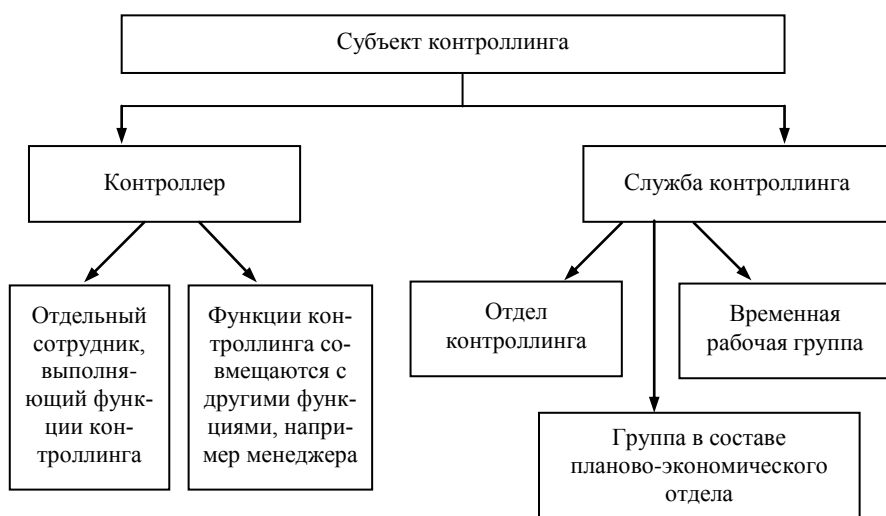 Субъект контроллинга
Контроллер
Служба контроллинга
Отдельный
сотрудник,
выполня-
ющий функ-
ции кон-
троллинга
Функции кон-
троллинга со-
вмещаются с
другими функ-
циями, напри-
мер менеджера
Отдел
контроллинга
Временная
рабочая группа
Группа в составе
планово-экономического
отдела